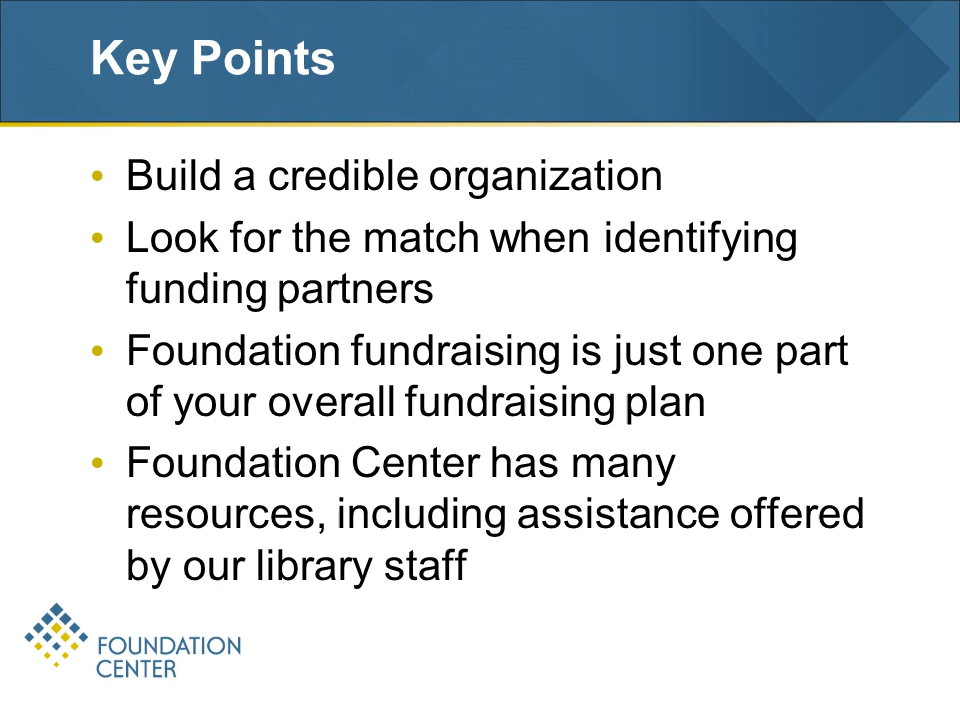 Key Points
• Build a credible organization
• Look for the match when identifying
funding partners
• Foundation fundraising is just one part
of your overall fundraising plan
• Foundation Center has many
resources, including assistance offered
by our library staff
FOUNDATION
CENTER